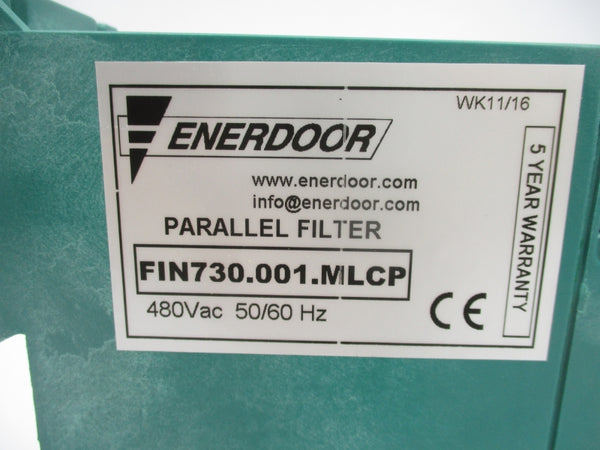 WK11/16
ENERDOOR
www.enerdoor.com
info@enerdoor.com
PARALLEL FILTER
FIN730.001.MLCP
480Vac 50/60 Hz
CE
5 YEAR WARRANTY